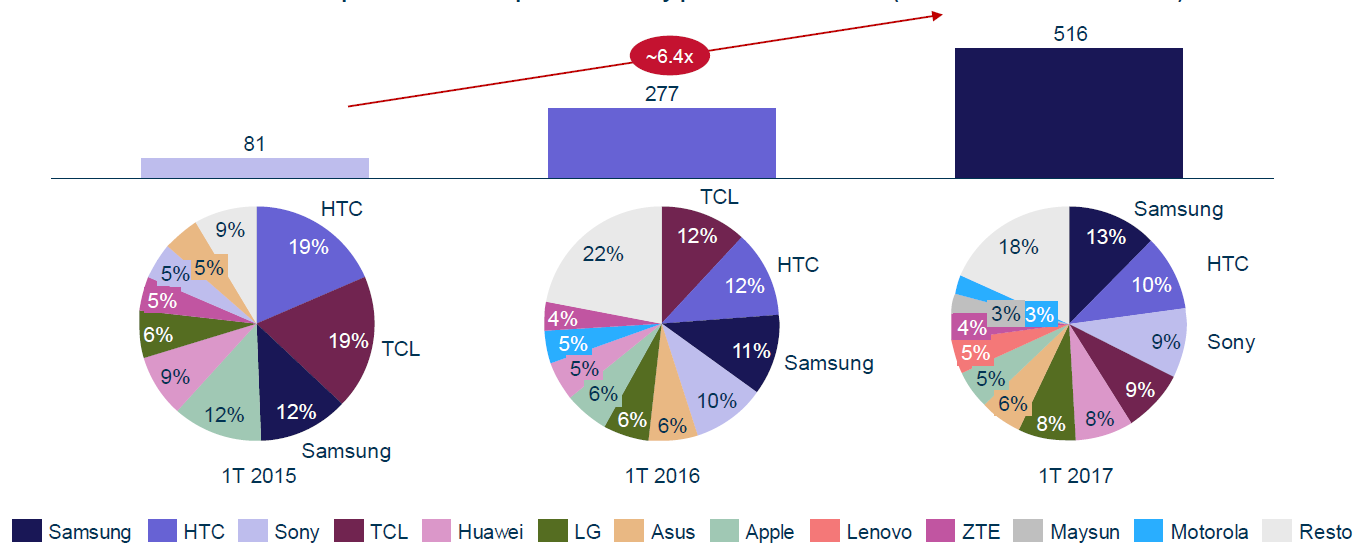 516
~6.4x
277
81
HTC
TCL
Samsung
9%
19%
12%
13%
22%
HTC
18%
HTC
5%
5%
12%
10%
5%
3%
3%
4%
4%
6%
19%
TCL
5%
11%
5%
9%
Sony
Samsung
9%
5%
6%
10%
5%
9%
12%
12%
6%
6%
6%
8%
8%
Samsung
1T 2015
1T 2016
1T 2017
Samsung HTC Sony TCL Huawei LG Asus Apple Lenovo ZTE Maysun Motorola Resto